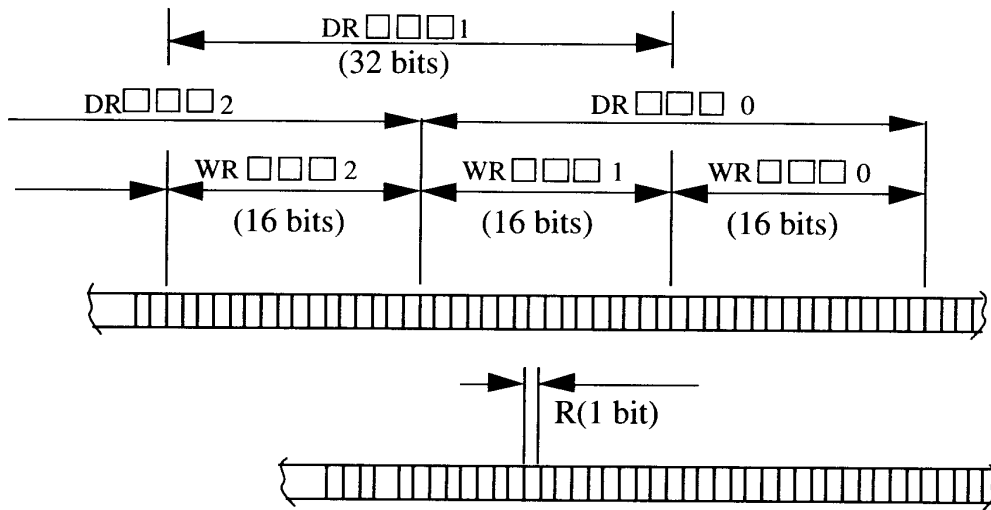 DR□□□1
(32 bits)
DR□□□2
DR□□□ 0
WR□□□2
WR□□□ 1
WR□□□ 0
(16 bits)
(16 bits)
(16 bits)
R(1 bit)